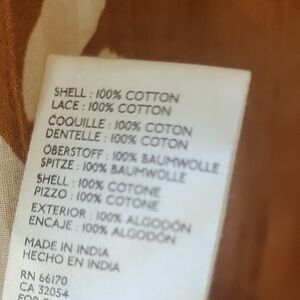 SHELL : 100% COTTON
LACE : 100% COTTON
COQUILLE : 100% COTON
DENTELLE : 100% COTON
OBERSTOFF : 100% BAUMWOLLE
SPITZE : 100% BAUMWOLLE
SHELL : 100% COTONE
PIZZO : 100% COTONE
EXTERIOR : 100% ALGODÓN
ENCAJE : 100% ALGODÓN
MADE IN INDIA
HECHO EN INDIA
RN 66170
CA 32054
FOR